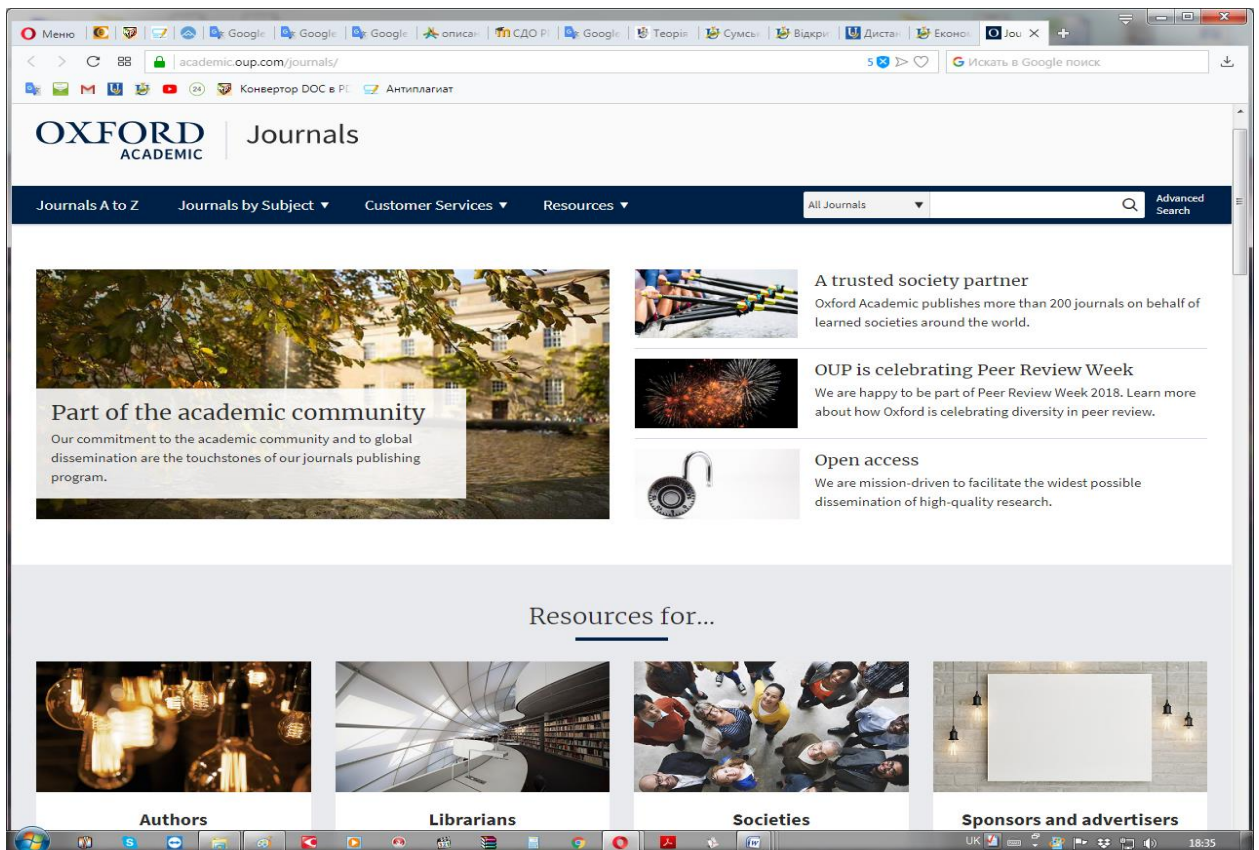 Меню Google Google Google описан СДО РІ Google Теорія Сумсь Відкри Дистан Економ Jou
academic.oup.com/journals/ 5 Искать в Google поиск
24 Конвертор DOC в PD Антиплагиат
OXFORD ACADEMIC Journals
Journals A to Z Journals by Subject Customer Services Resources All Journals Advanced Search
Part of the academic community
Our commitment to the academic community and to global
dissemination are the touchstones of our journals publishing
program.
A trusted society partner
Oxford Academic publishes more than 200 journals on behalf of
learned societies around the world.
OUP is celebrating Peer Review Week
We are happy to be part of Peer Review Week 2018. Learn more
about how Oxford is celebrating diversity in peer review.
Open access
We are mission-driven to facilitate the widest possible
dissemination of high-quality research.
Resources for...
Authors Librarians Societies Sponsors and advertisers
UK 18:35